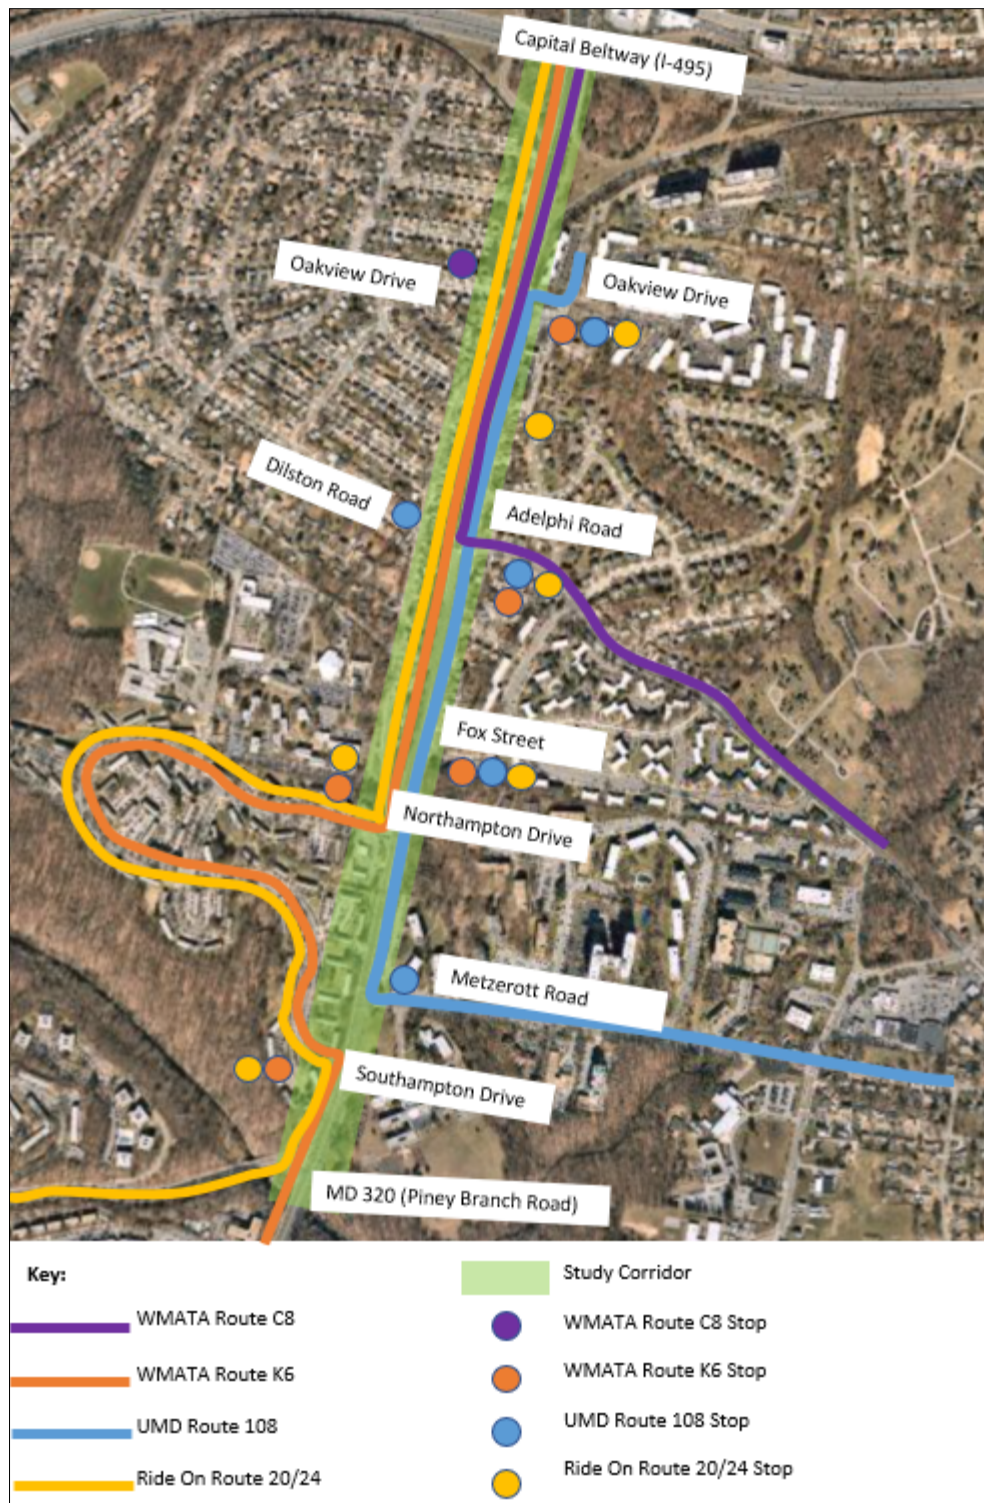 Capital Beltway (I-495)
Oakview Drive
Oakview Drive
Dilston Road
Adelphi Road
Fox Street
Northampton Drive
Metzerott Road
Southampton Drive
MD 320 (Piney Branch Road)
Key:
Study Corridor
WMATA Route C8
WMATA Route C8 Stop
WMATA Route K6
WMATA Route K6 Stop
UMD Route 108
UMD Route 108 Stop
Ride On Route 20/24
Ride On Route 20/24 Stop